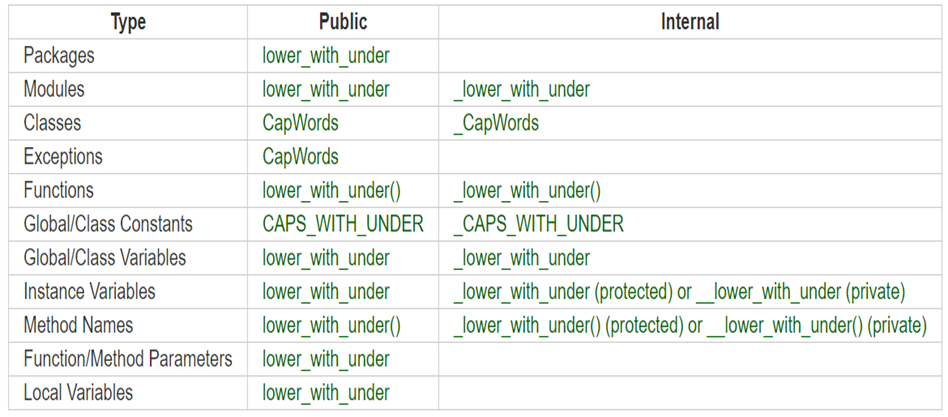 Type Public Internal
Packages lower_with_under
Modules lower_with_under _lower_with_under
Classes CapWords _CapWords
Exceptions CapWords
Functions lower_with_under() _lower_with_under()
Global/Class Constants CAPS_WITH_UNDER _CAPS_WITH_UNDER
Global/Class Variables lower_with_under _lower_with_under
Instance Variables lower_with_under _lower_with_under (protected) or __lower_with_under (private)
Method Names lower_with_under() _lower_with_under() (protected) or __lower_with_under() (private)
Function/Method Parameters lower_with_under
Local Variables lower_with_under